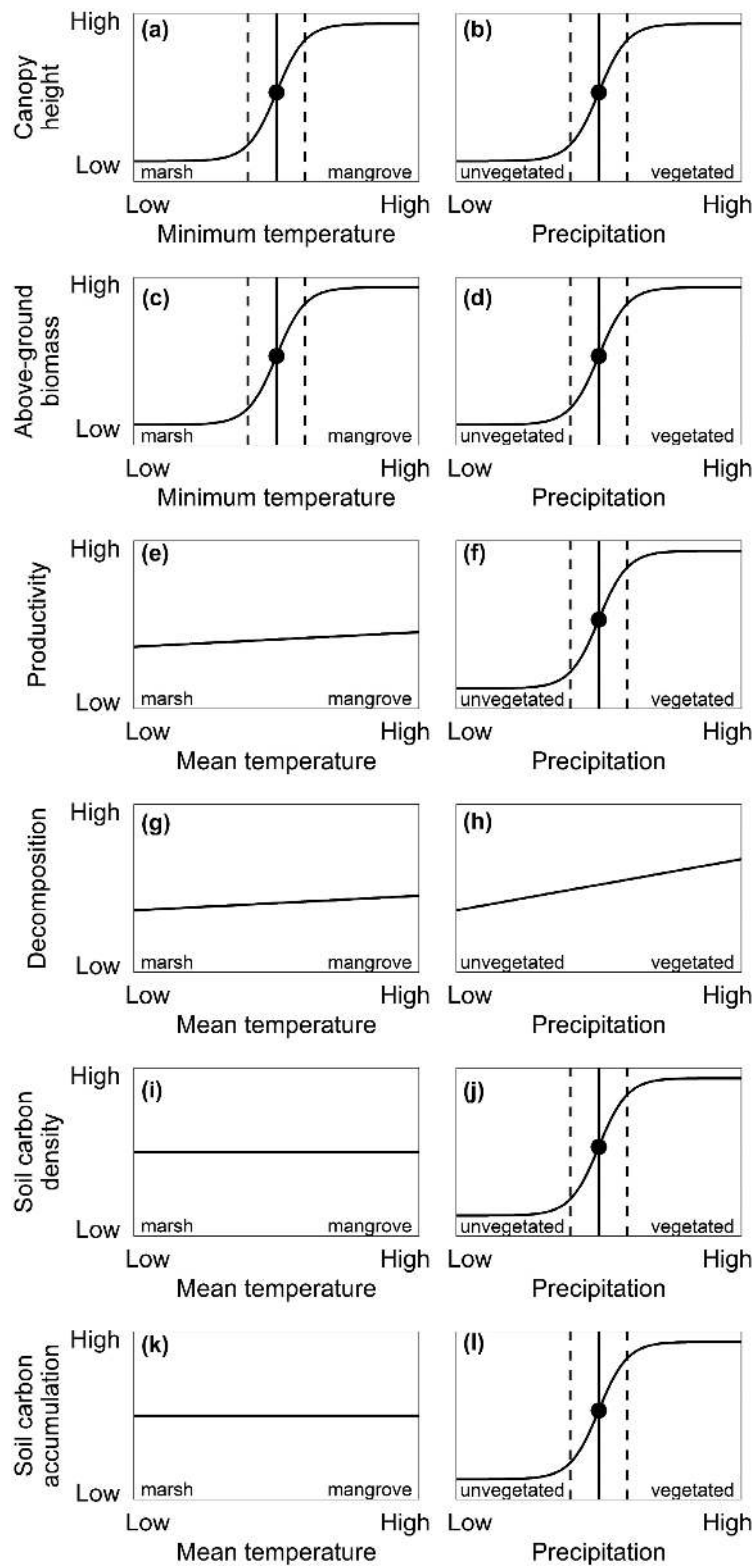 High
(a)
(b)
Canopy
height
Low
marsh
mangrove
unvegetated
vegetated
Low
High
Low
High
Minimum temperature
Precipitation
High
(c)
(d)
Above-ground
biomass
Low
marsh
mangrove
unvegetated
vegetated
Low
High
Low
High
Minimum temperature
Precipitation
High
(e)
(f)
Productivity
Low
marsh
mangrove
unvegetated
vegetated
Low
High
Low
High
Mean temperature
Precipitation
High
(g)
(h)
Decomposition
Low
marsh
mangrove
unvegetated
vegetated
Low
High
Low
High
Mean temperature
Precipitation
High
(i)
(j)
Soil carbon
density
Low
marsh
mangrove
unvegetated
vegetated
Low
High
Low
High
Mean temperature
Precipitation
High
(k)
(l)
Soil carbon
accumulation
Low
marsh
mangrove
unvegetated
vegetated
Low
High
Low
High
Mean temperature
Precipitation